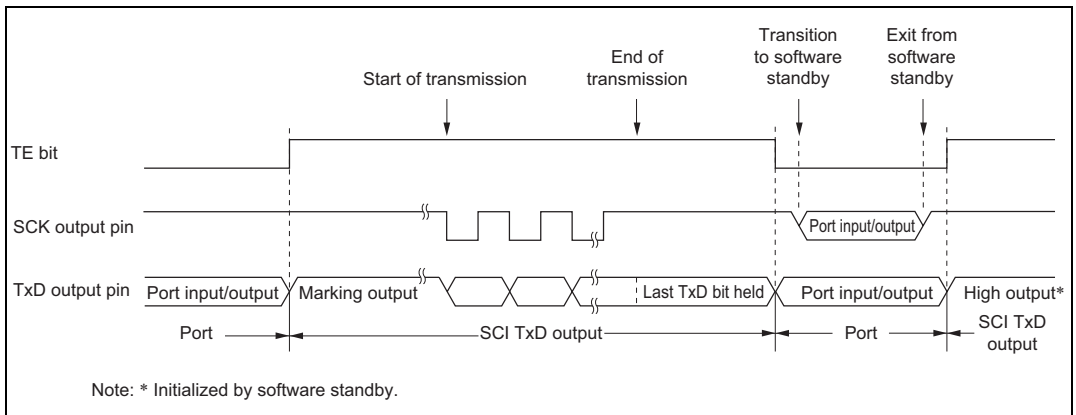 Start of transmission
End of
transmission
Transition
to software
standby
Exit from
software
standby
TE bit
SCK output pin
Port input/output
TxD output pin
Port input/output
Marking output
Last TxD bit held
Port input/output
High output*
Port
SCI TxD output
Port
SCI TxD
output
Note: * Initialized by software standby.